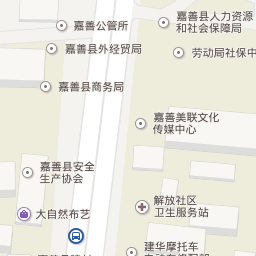 嘉善公管所
嘉善县人力资源
和社会保障局
嘉善县外经贸局
劳动局社保中
嘉善县商务局
嘉善美联文化
传媒中心
嘉善县安全
生产协会
解放社区
卫生服务站
大自然布艺
建华摩托车